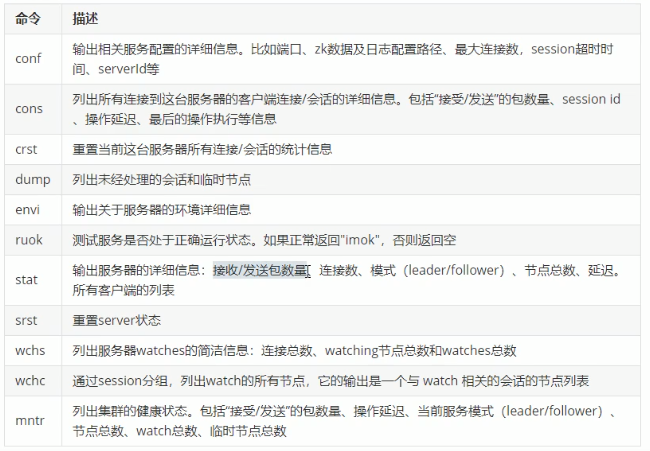 命令 描述
conf 输出相关服务配置的详细信息。比如端口、zk数据及日志配置路径、最大连接数，session超时时
间、serverId等
cons 列出所有连接到这台服务器的客户端连接/会话的详细信息。包括“接受/发送”的包数量、session id
、操作延迟、最后的操作执行等信息
crst 重置当前这台服务器所有连接/会话的统计信息
dump 列出未经处理的会话和临时节点
envi 输出关于服务器的环境详细信息
ruok 测试服务是否处于正确运行状态。如果正常返回"imok"，否则返回空
stat 输出服务器的详细信息：接收/发送包数量、连接数、模式（leader/follower）、节点总数、延迟。
所有客户端的列表
srst 重置server状态
wchs 列出服务器watches的简洁信息：连接总数、watching节点总数和watches总数
wchc 通过session分组，列出watch的所有节点，它的输出是一个与 watch 相关的会话的节点列表
mntr 列出集群的健康状态。包括“接受/发送”的包数量、操作延迟、当前服务模式（leader/follower）、
节点总数、watch总数、临时节点总数